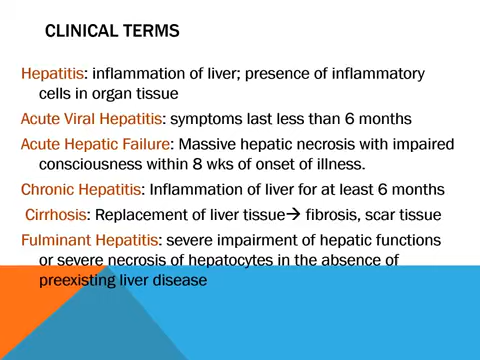 CLINICAL TERMS
Hepatitis: inflammation of liver; presence of inflammatory
cells in organ tissue
Acute Viral Hepatitis: symptoms last less than 6 months
Acute Hepatic Failure: Massive hepatic necrosis with impaired
consciousness within 8 wks of onset of illness.
Chronic Hepatitis: Inflammation of liver for at least 6 months
Cirrhosis: Replacement of liver tissue→ fibrosis, scar tissue
Fulminant Hepatitis: severe impairment of hepatic functions
or severe necrosis of hepatocytes in the absence of
preexisting liver disease